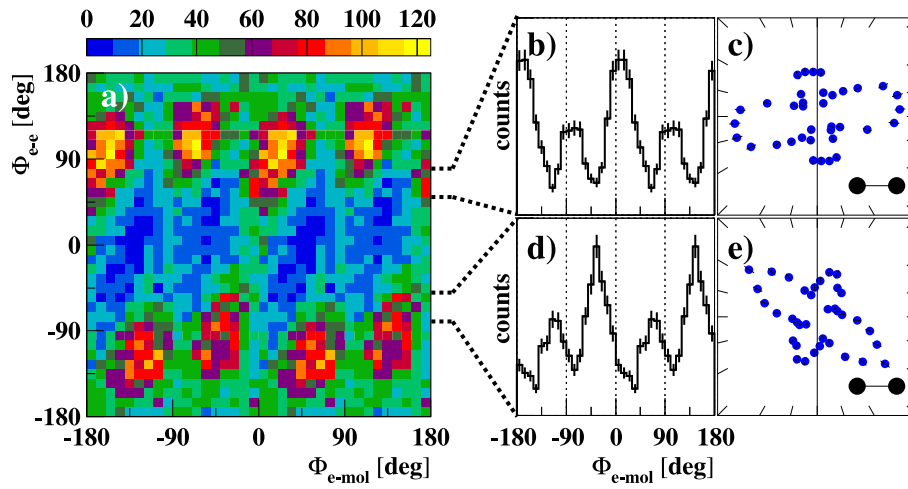 0 20 40 60 80 100 120
180
90
0
-90
-180
Φe-e [deg]
a)
-180 -90 0 90 180
Φe-mol [deg]
b)
counts
c)
d)
counts
e)
-180 -90 0 90 180
Φe-mol [deg]